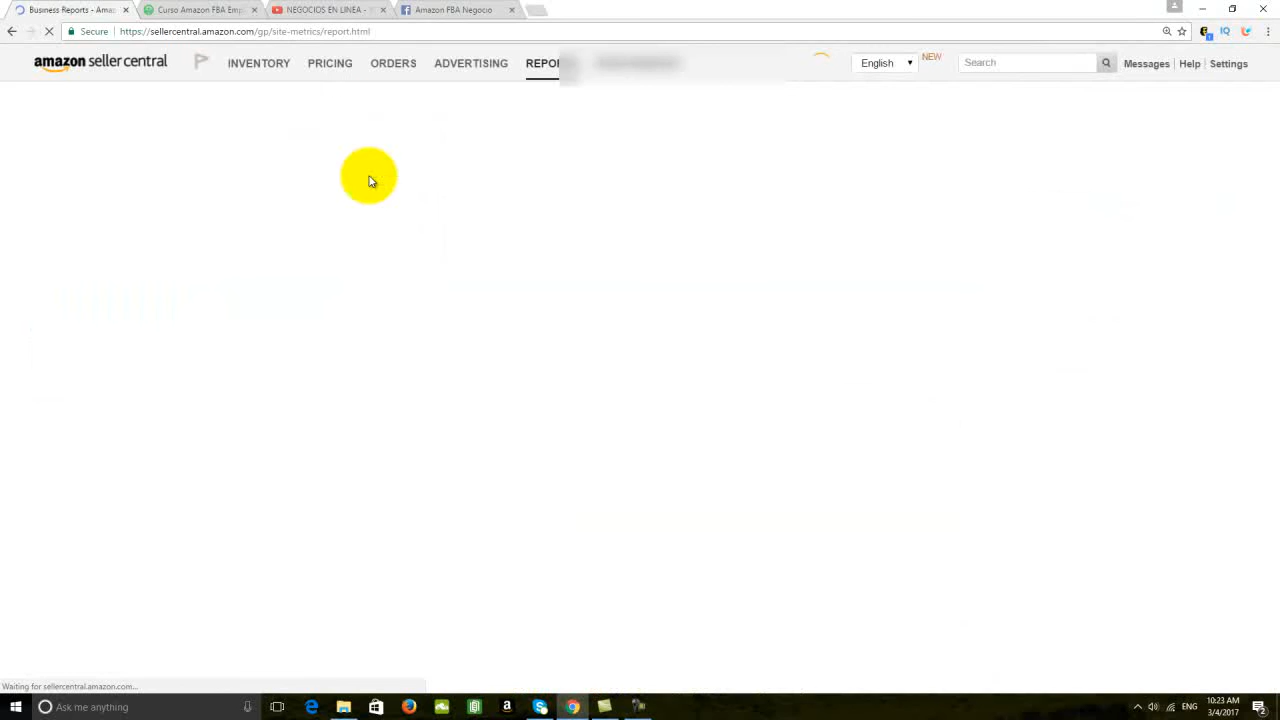 Business Reports - Amaz
Curso Amazon FBA Emp
NEGOCIOS EN LINEA - Y
Amazon FBA Negocio
Secure
https://sellercentral.amazon.com/gp/site-metrics/report.html
amazon seller central
INVENTORY
PRICING
ORDERS
ADVERTISING
REPO
English
NEW
Search
Messages
Help
Settings
Waiting for sellercentral.amazon.com...
Ask me anything
ENG
10:23 AM
3/4/2017